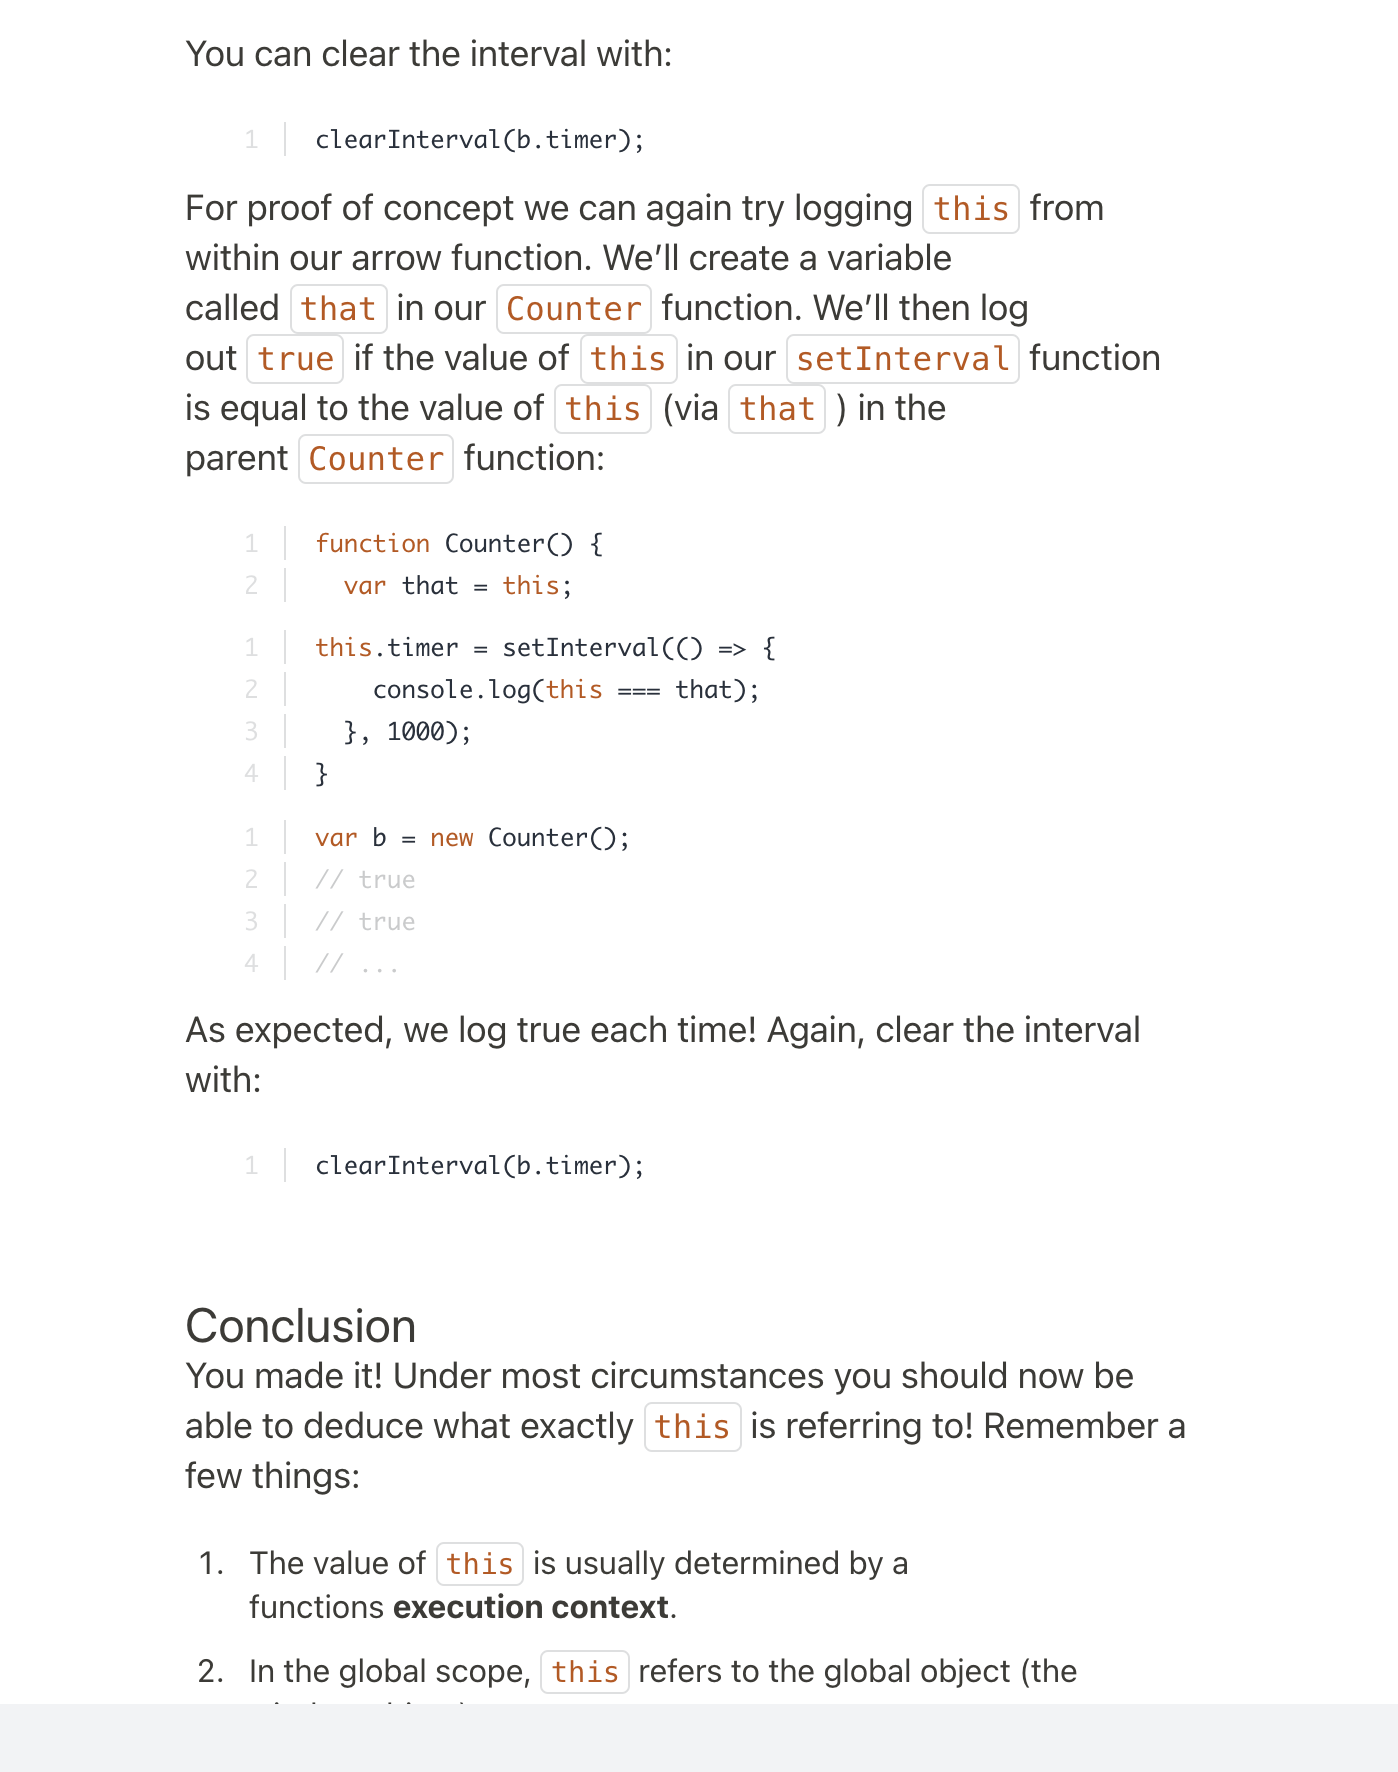 You can clear the interval with:
1 clearInterval(b.timer);
For proof of concept we can again try logging this from
within our arrow function. We’ll create a variable
called that in our Counter function. We’ll then log
out true if the value of this in our setInterval function
is equal to the value of this (via that ) in the
parent Counter function:
1 function Counter() {
2   var that = this;
1 this.timer = setInterval(() => {
2     console.log(this === that);
3   }, 1000);
4 }
1 var b = new Counter();
2 // true
3 // true
4 // ...
As expected, we log true each time! Again, clear the interval
with:
1 clearInterval(b.timer);
Conclusion
You made it! Under most circumstances you should now be
able to deduce what exactly this is referring to! Remember a
few things:
1. The value of this is usually determined by a
functions execution context.
2. In the global scope, this refers to the global object (the